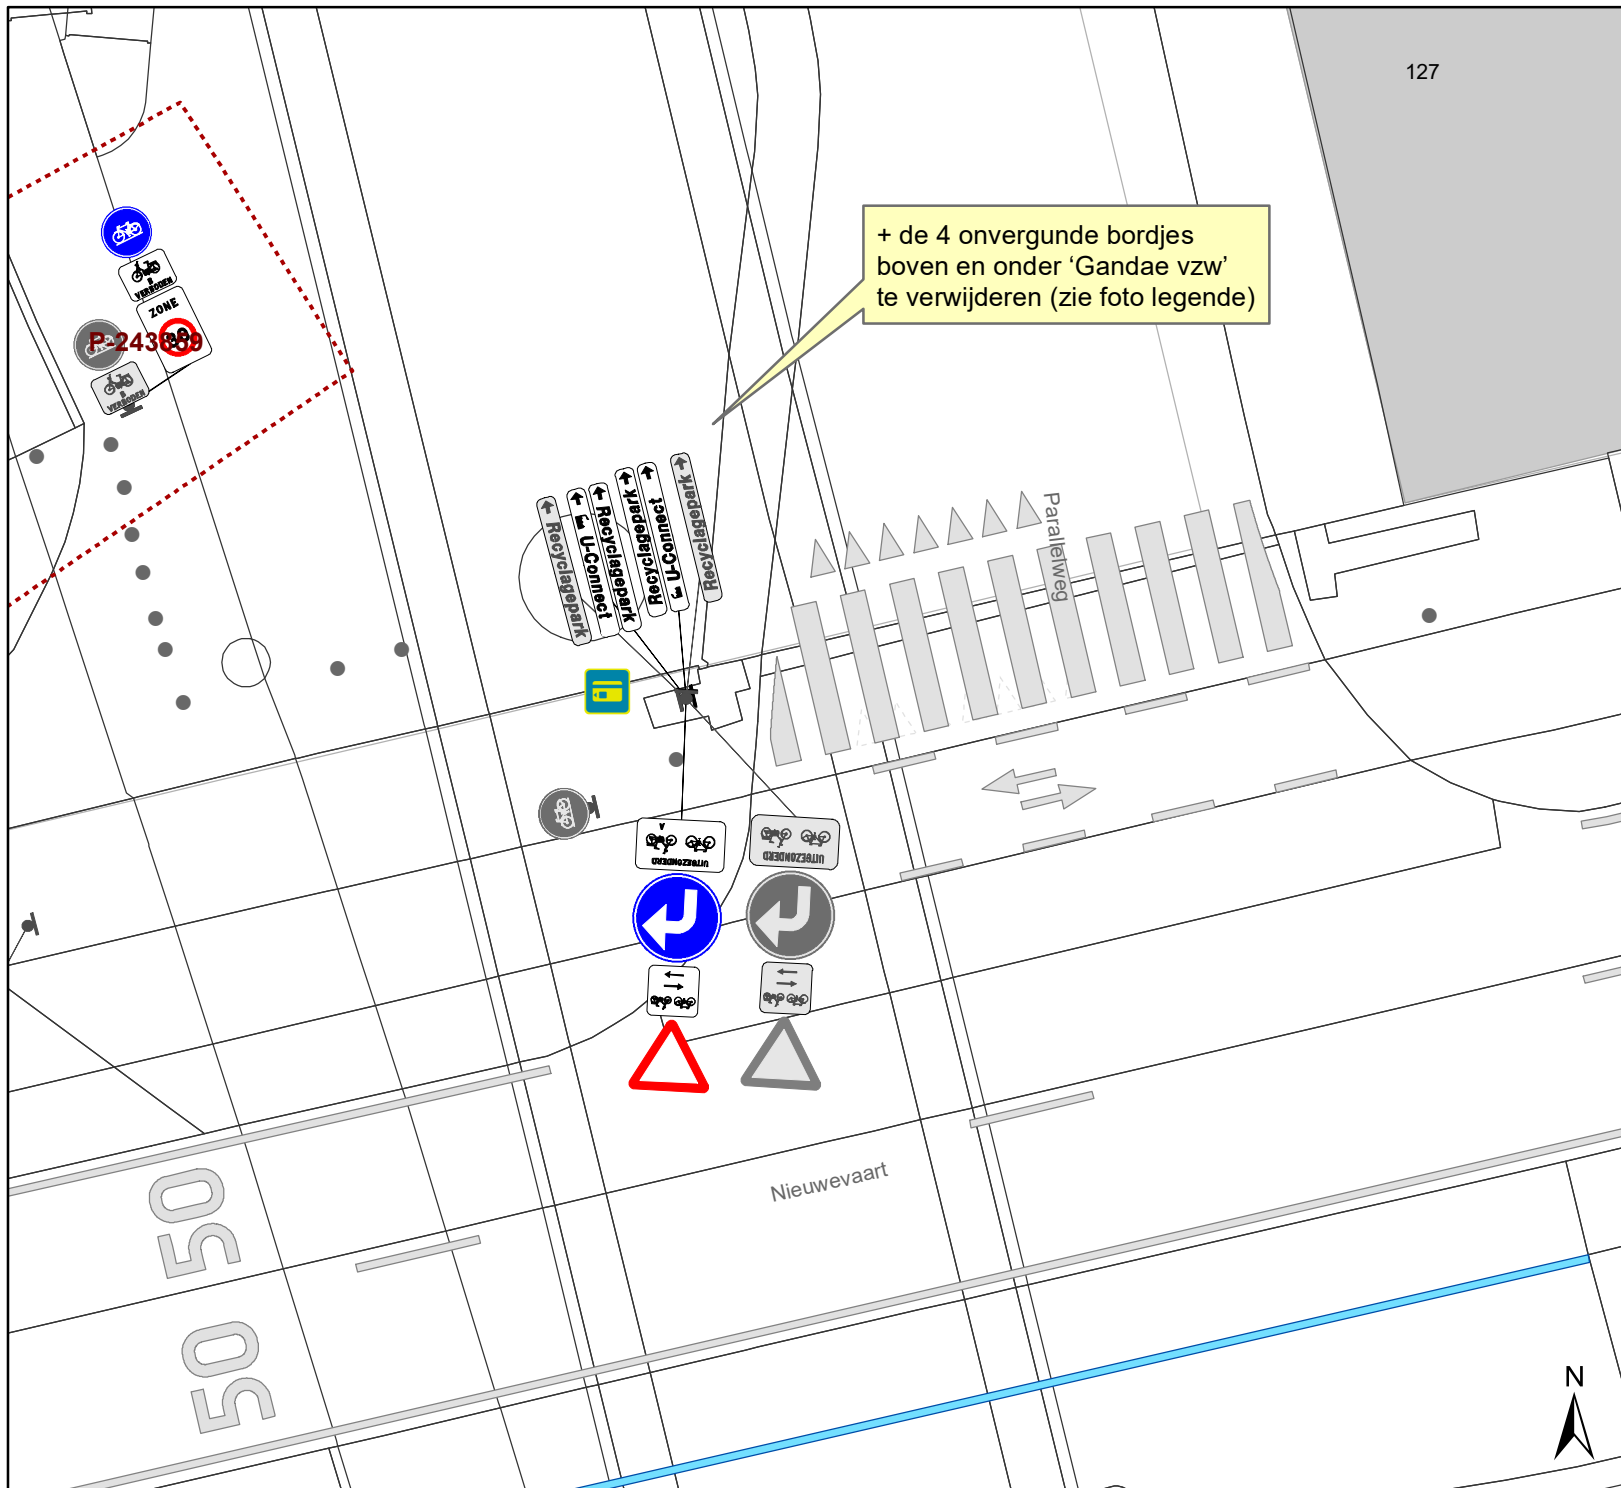 127
+ de 4 onvergunde bordjes
boven en onder ‘Gandae vzw’
te verwijderen (zie foto legende)
B
VERBODEN
ZONE
P-243869
B
VERBODEN
Recyclagepark
U-Connect
Recyclagepark
Recyclagepark
U-Connect
Recyclagepark
Parallelweg
A
UITGEZONDERD
UITGEZONDERD
Nieuwevaart
50
50
N